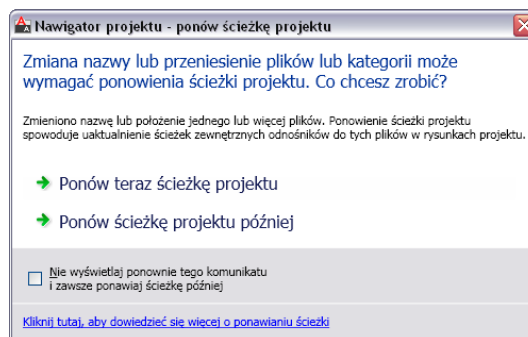 Nawigator projektu - ponów ścieżkę projektu
Zmiana nazwy lub przeniesienie plików lub kategorii może
wymagać ponowienia ścieżki projektu. Co chcesz zrobić?
Zmieniono nazwę lub położenie jednego lub więcej plików. Ponowienie ścieżki projektu
spowoduje uaktualnienie ścieżek zewnętrznych odnośników do tych plików w rysunkach projektu.
Ponów teraz ścieżkę projektu
Ponów ścieżkę projektu później
Nie wyświetlaj ponownie tego komunikatu
i zawsze ponawiaj ścieżkę później
Kliknij tutaj, aby dowiedzieć się więcej o ponawianiu ścieżki